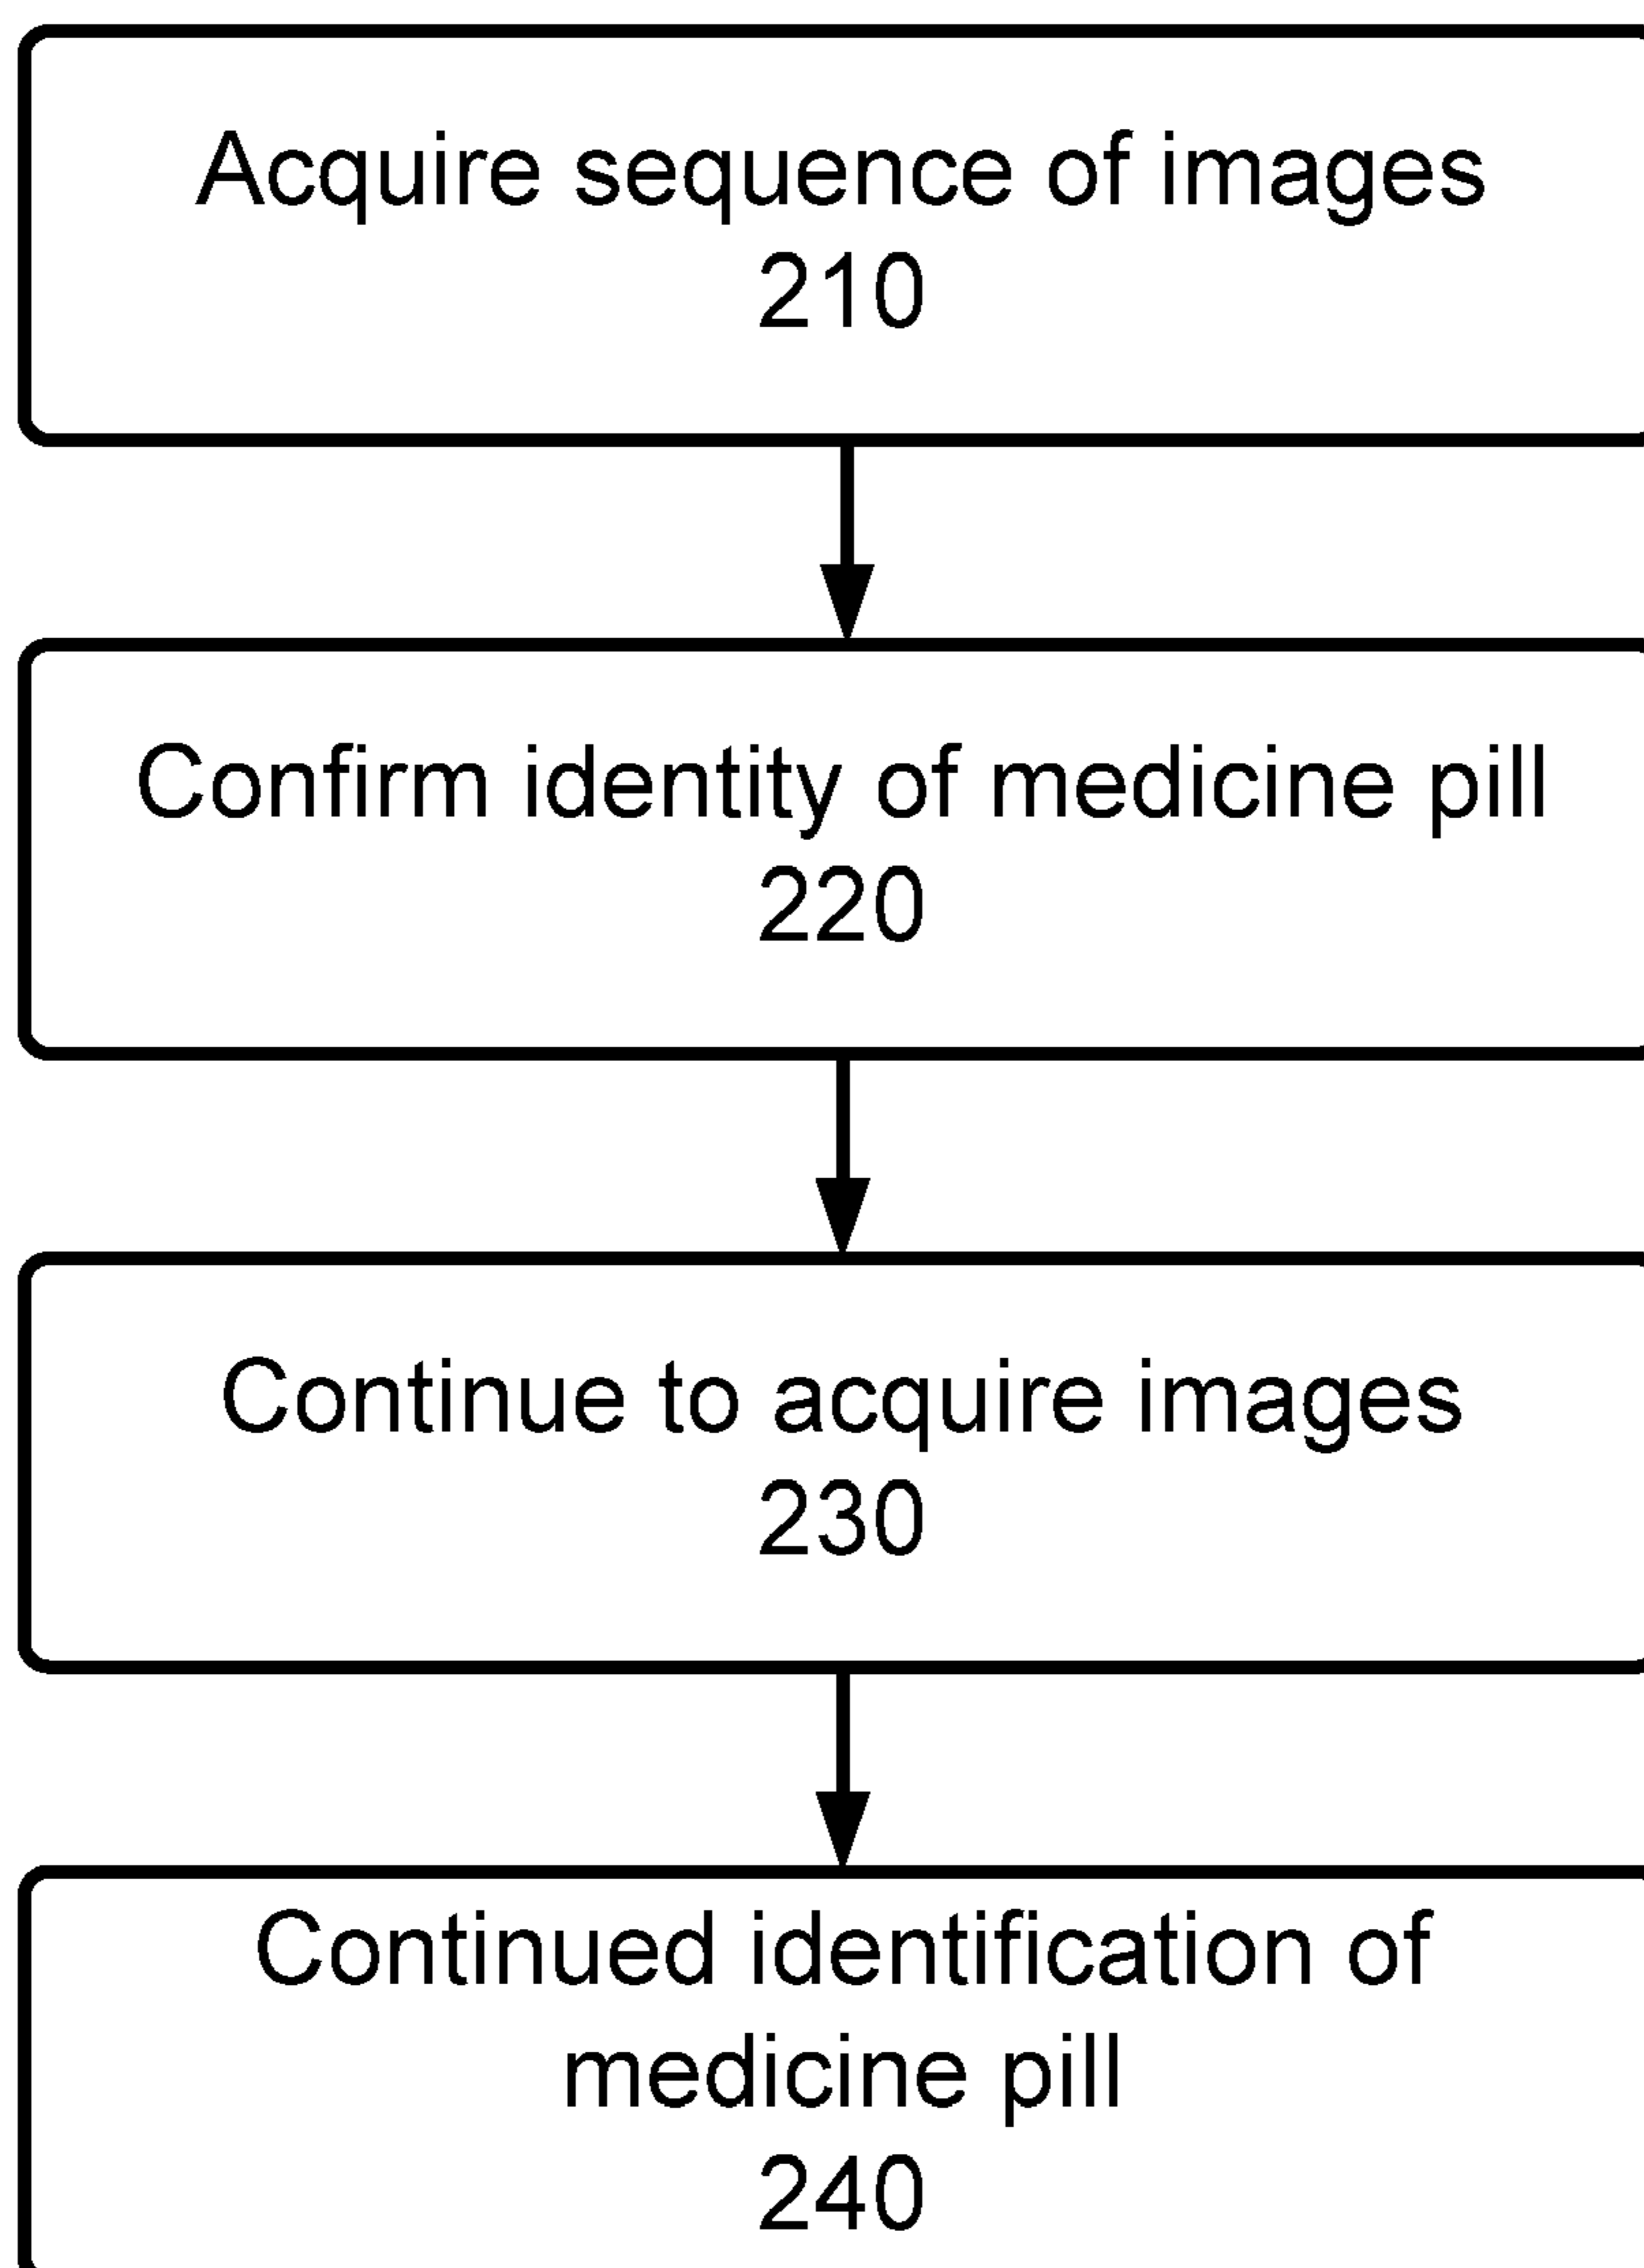 Acquire sequence of images
210
Confirm identity of medicine pill
220
Continue to acquire images
230
Continued identification of
medicine pill
240